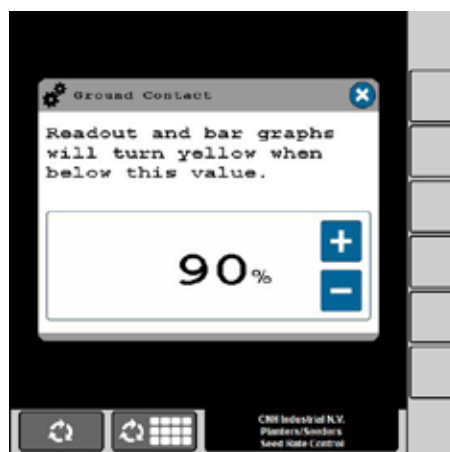 Ground Contact
Readout and bar graphs
will turn yellow when
below this value.
90%
CNH Industrial N.V.
Planters/Seeders
Seed Rate Control